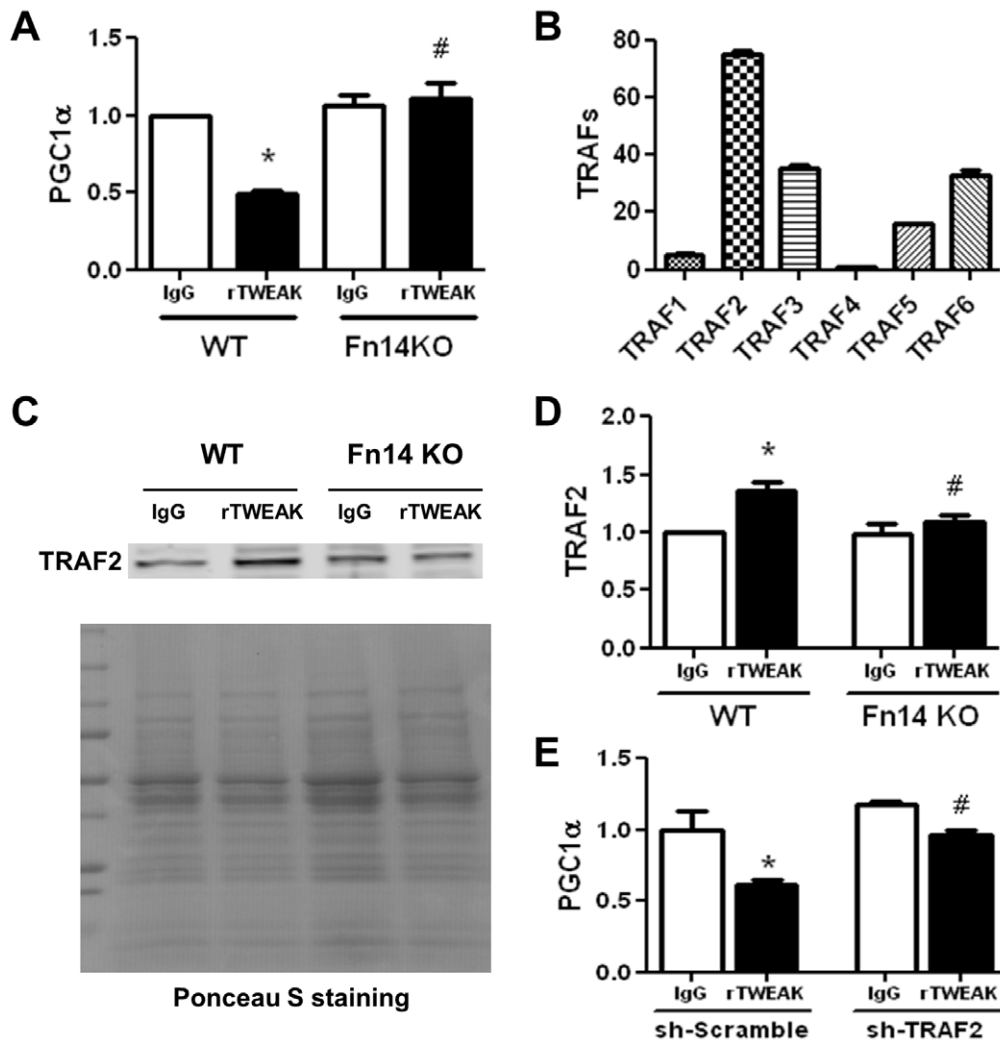 A
PGC1α
1.5
1.0
0.5
0.0
*
#
IgG rTWEAK IgG rTWEAK
WT Fn14KO
B
TRAFs
80
60
40
20
0
TRAF1 TRAF2 TRAF3 TRAF4 TRAF5 TRAF6
C
WT Fn14 KO
IgG rTWEAK IgG rTWEAK
TRAF2
Ponceau S staining
D
TRAF2
2.0
1.5
1.0
0.5
0.0
*
#
IgG rTWEAK IgG rTWEAK
WT Fn14 KO
E
PGC1α
1.5
1.0
0.5
0.0
*
#
IgG rTWEAK IgG rTWEAK
sh-Scramble sh-TRAF2